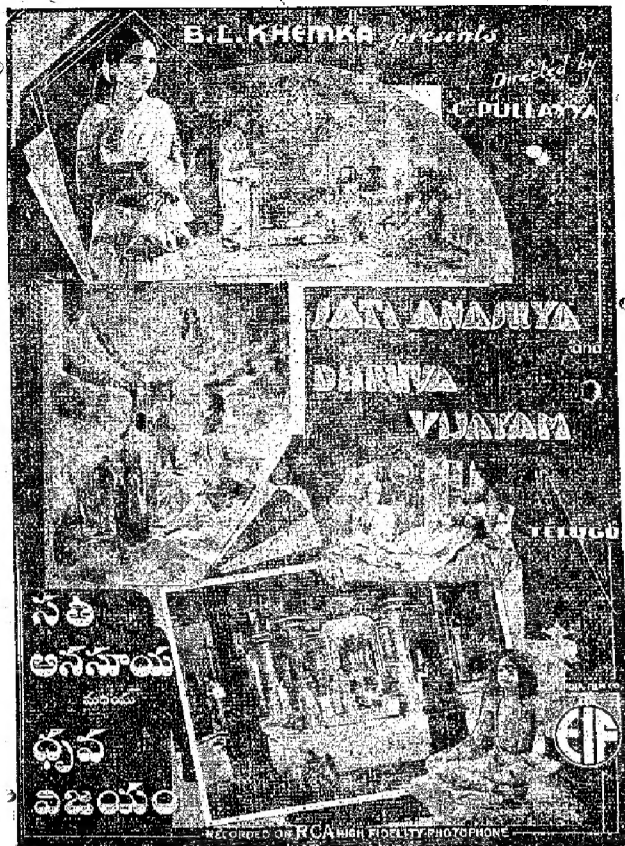 B. L. KHEMKA presents
Directed by
C. PULLAYYA
SATI ANASUYA
and
DHRUVA
VIJAYAM
TELUGU
సతీ
అనసూయ
మరియు
ధృవ
విజయం
EIF
RECORDED ON RCA HIGH FIDELITY PHOTOPHONE